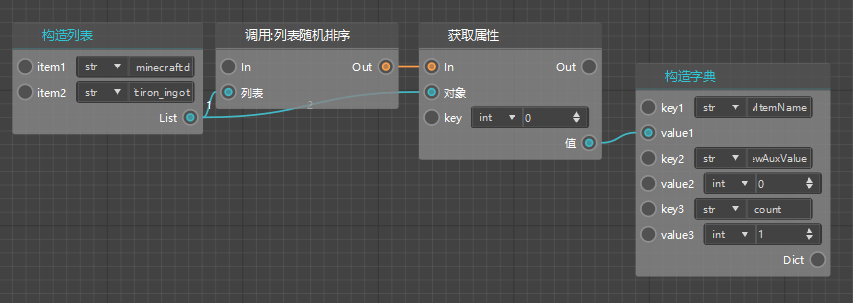 构造列表
item1 str minecraft:d
item2 str t:iron_ingot
List
调用:列表随机排序
In Out
列表
1
2
获取属性
In Out
对象
key int 0
值
构造字典
key1 str ItemName
value1
key2 str ewAuxValue
value2 int 0
key3 str count
value3 int 1
Dict